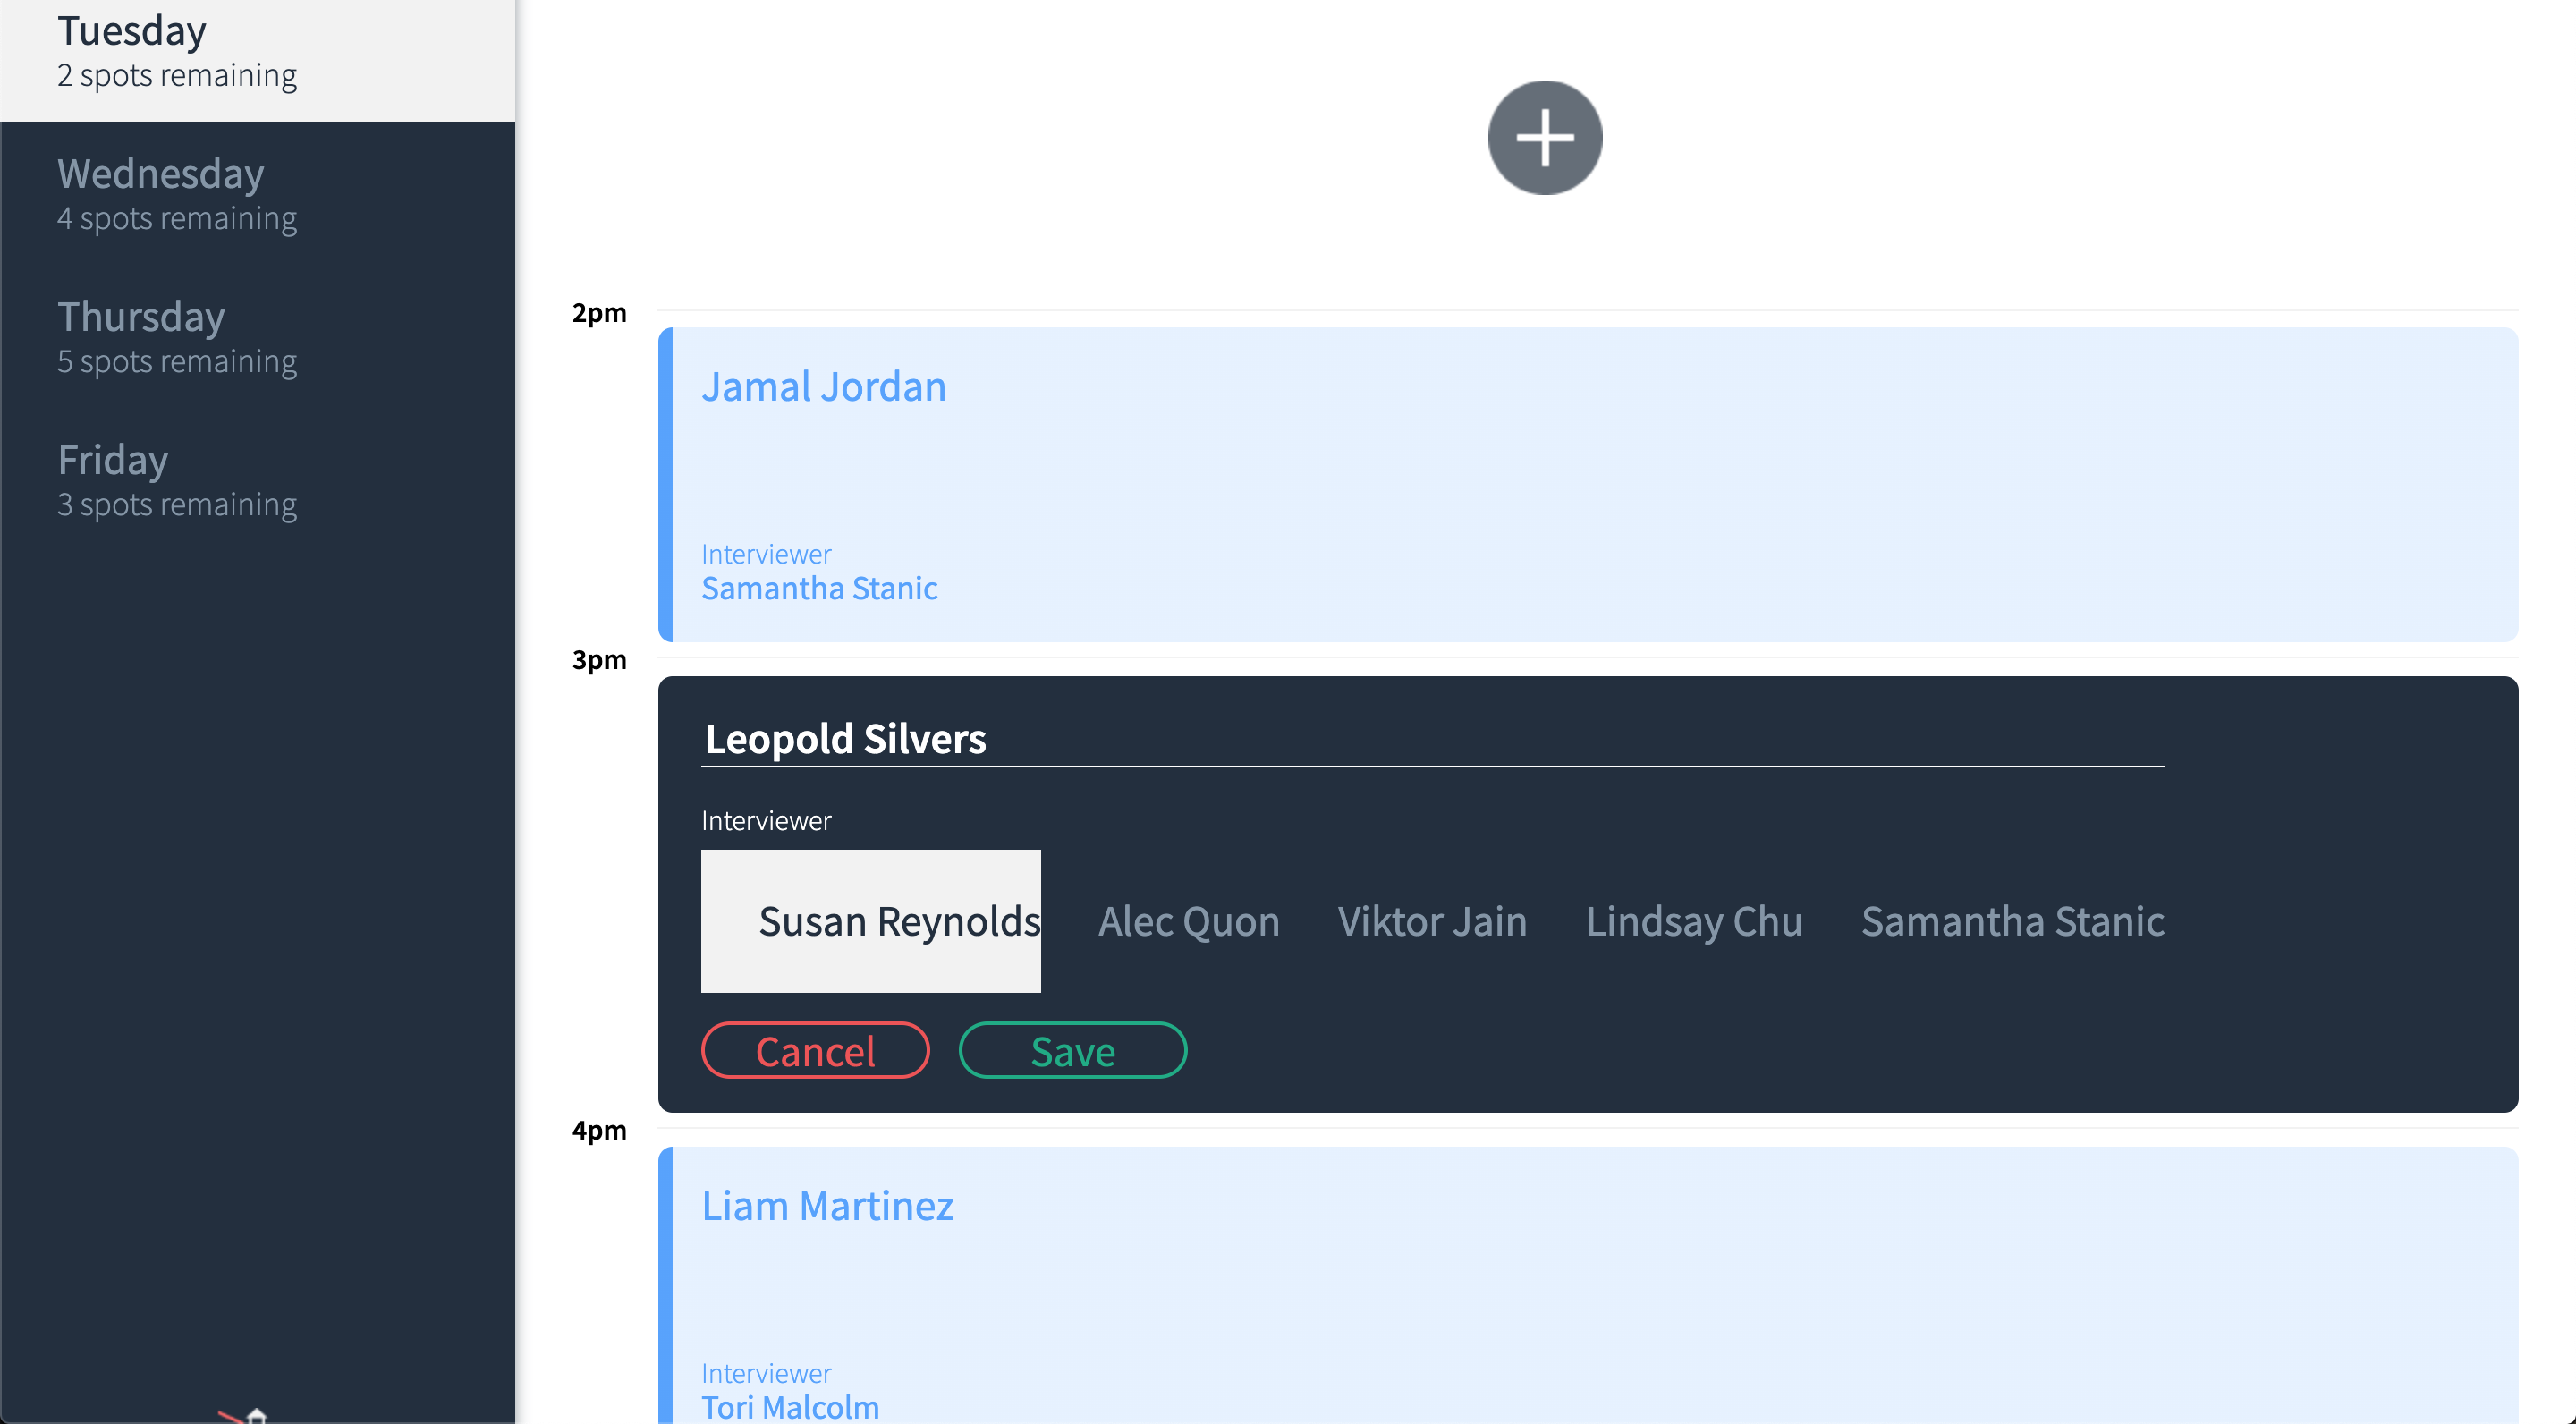 Tuesday
2 spots remaining
Wednesday
4 spots remaining
Thursday
5 spots remaining
Friday
3 spots remaining
2pm
Jamal Jordan
Interviewer
Samantha Stanic
3pm
Leopold Silvers
Interviewer
Susan Reynolds Alec Quon Viktor Jain Lindsay Chu Samantha Stanic
Cancel Save
4pm
Liam Martinez
Interviewer
Tori Malcolm